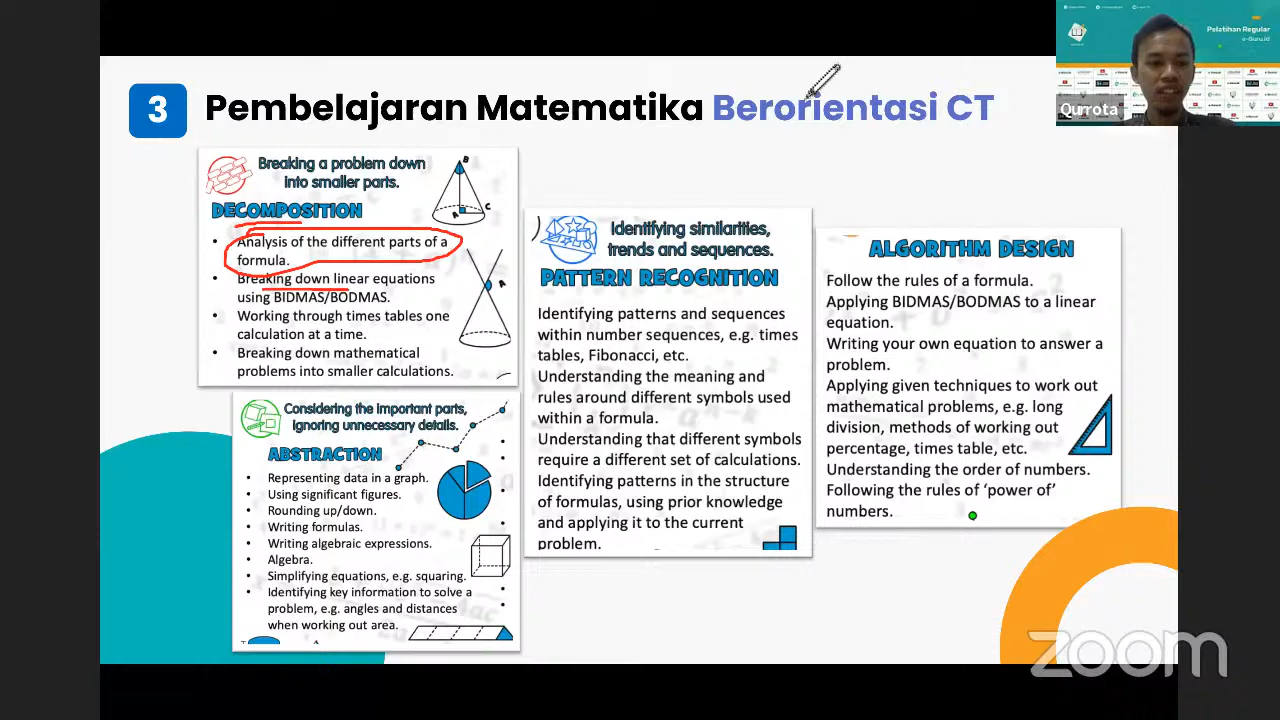 3
Pembelajaran Matematika Berorientasi CT
Pelatihan Regular
e-Guru.id
Qurrota
Breaking a problem down
into smaller parts.
DECOMPOSITION
B
A
C
• Analysis of the different parts of a
formula.
• Breaking down linear equations
using BIDMAS/BODMAS.
• Working through times tables one
calculation at a time.
• Breaking down mathematical
problems into smaller calculations.
A
Considering the important parts,
ignoring unnecessary details.
ABSTRACTION
• Representing data in a graph.
• Using significant figures.
• Rounding up/down.
• Writing formulas.
• Writing algebraic expressions.
• Algebra.
• Simplifying equations, e.g. squaring.
• Identifying key information to solve a
problem, e.g. angles and distances
when working out area.
Identifying similarities,
trends and sequences.
PATTERN RECOGNITION
Identifying patterns and sequences
within number sequences, e.g. times
tables, Fibonacci, etc.
Understanding the meaning and
rules around different symbols used
within a formula.
Understanding that different symbols
require a different set of calculations.
Identifying patterns in the structure
of formulas, using prior knowledge
and applying it to the current
problem.
ALGORITHM DESIGN
Follow the rules of a formula.
Applying BIDMAS/BODMAS to a linear
equation.
Writing your own equation to answer a
problem.
Applying given techniques to work out
mathematical problems, e.g. long
division, methods of working out
percentage, times table, etc.
Understanding the order of numbers.
Following the rules of ‘power of’
numbers.
zoom